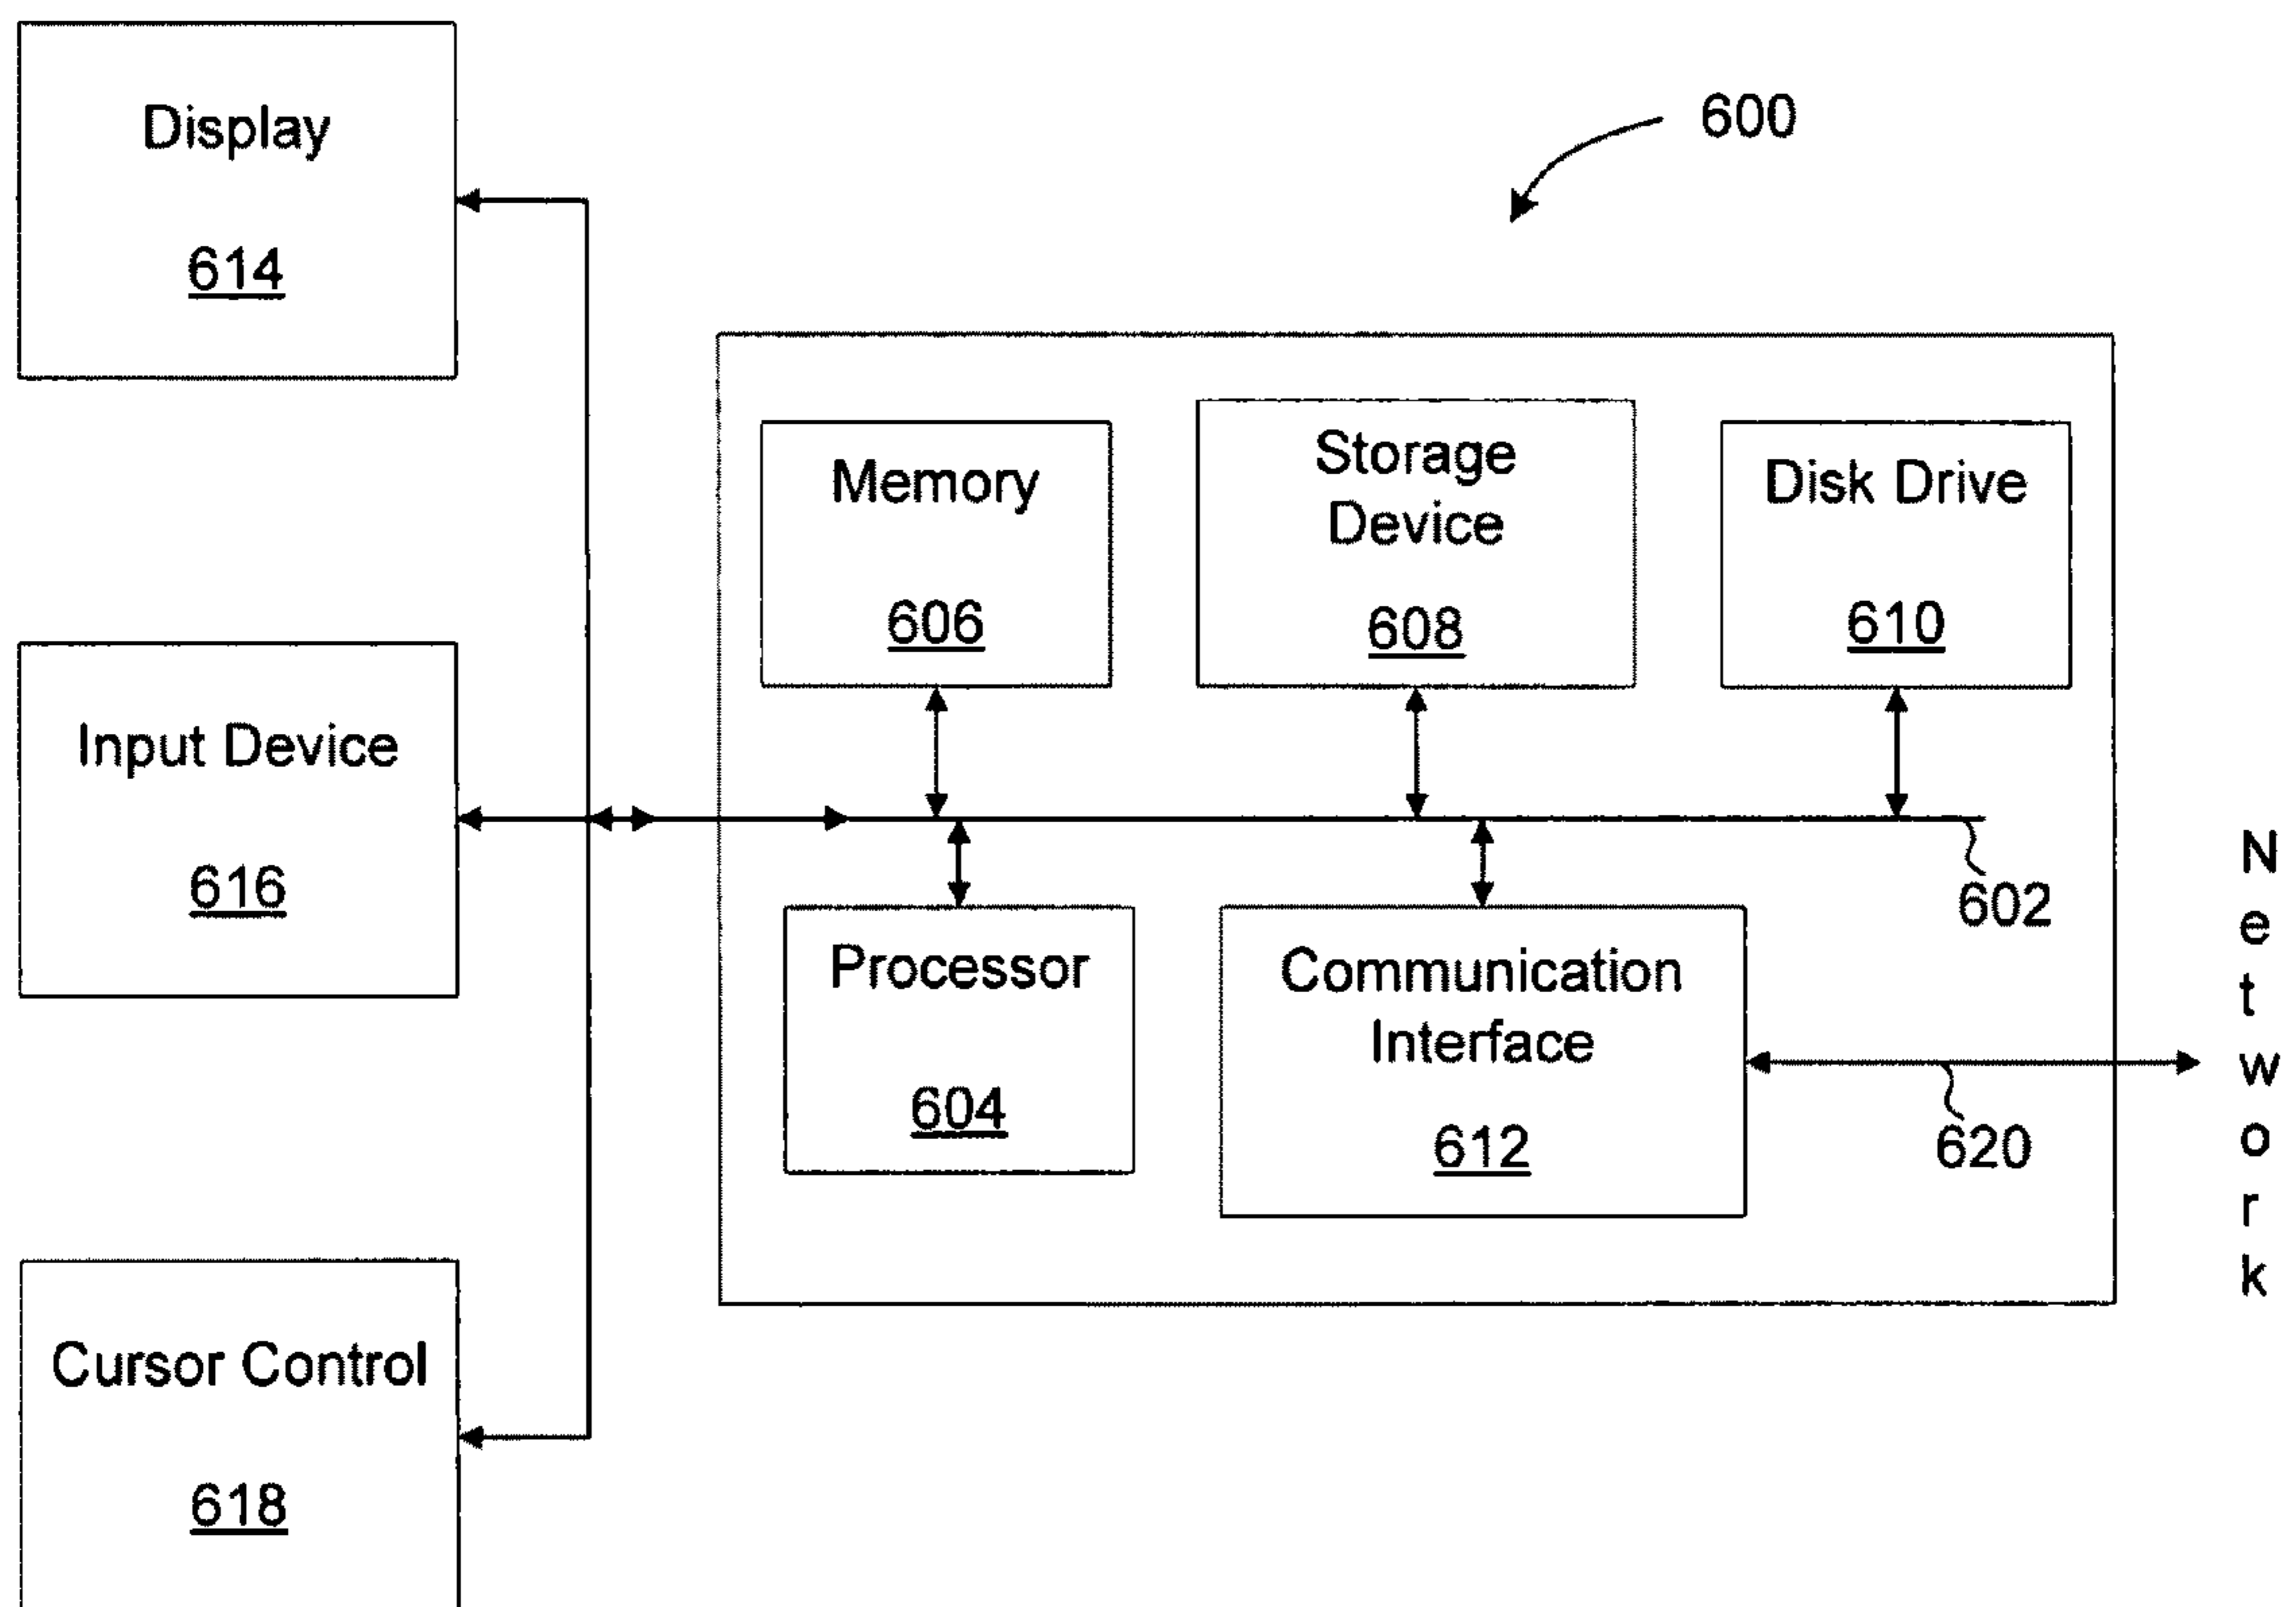 Display
614
600
Memory
606
Storage
Device
608
Disk Drive
610
Input Device
616
602
Processor
604
Communication
Interface
612
620
Network
Cursor Control
618